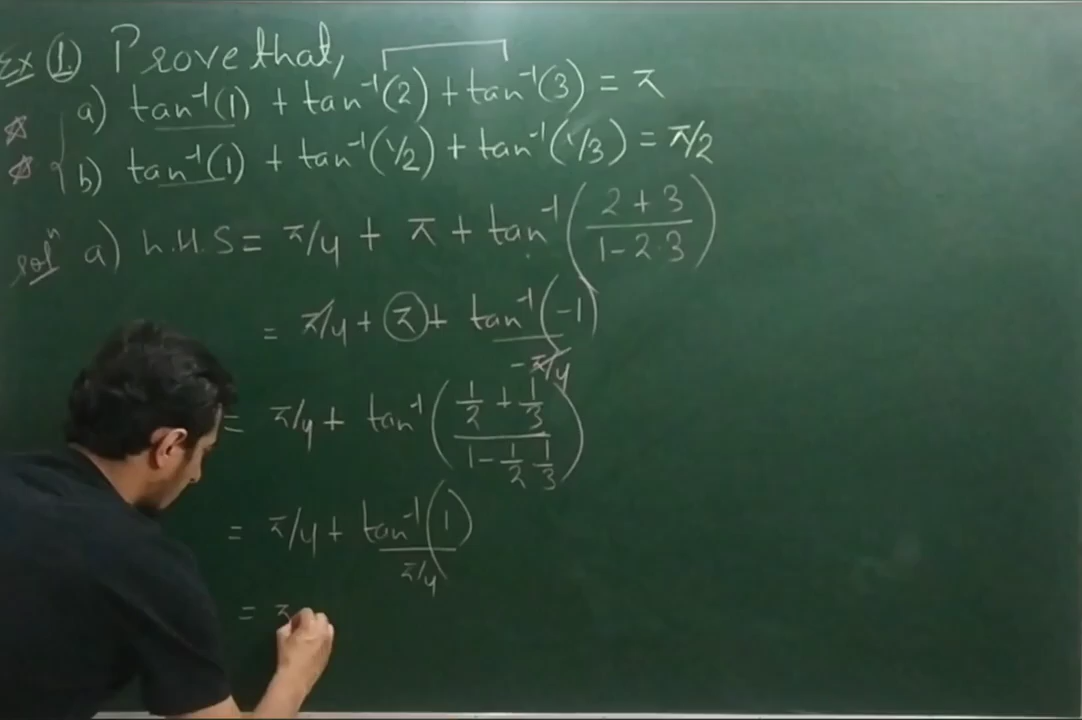 Ex ①. Prove that,
a) tan⁻¹(1) + tan⁻¹(2) + tan⁻¹(3) = π
b) tan⁻¹(1) + tan⁻¹(1/2) + tan⁻¹(1/3) = π/2
solⁿ a) L.H.S = π/4 + π + tan⁻¹((2+3)/(1-2·3))
= π/4 + π + tan⁻¹(-1)
-π/4
= π/4 + tan⁻¹((1/2 + 1/3)/(1 - 1/2·1/3))
= π/4 + tan⁻¹(1)
π/4
= π